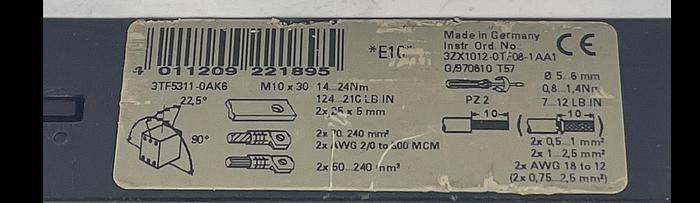 *E10*
4 011209 221895
3TF5311-0AK6
22,5°
90°
M10 x 30 14...24Nm
124...210 LB.IN
2x 25 x 5 mm
2x 70..240 mm²
2x AWG 2/0 to 500 MCM
2x 50...240 mm²
Made in Germany
Instr. Ord. No.
3ZX1012-0TF08-1AA1
G/970610 T57
CE
Ø 5...6 mm
0,8...1,4Nm
PZ 2
7...12 LB.IN
10
10
2x 0,5...1 mm²
2x 1...2,5 mm²
2x AWG 18 to 12
(2x 0,75..2,5 mm²)